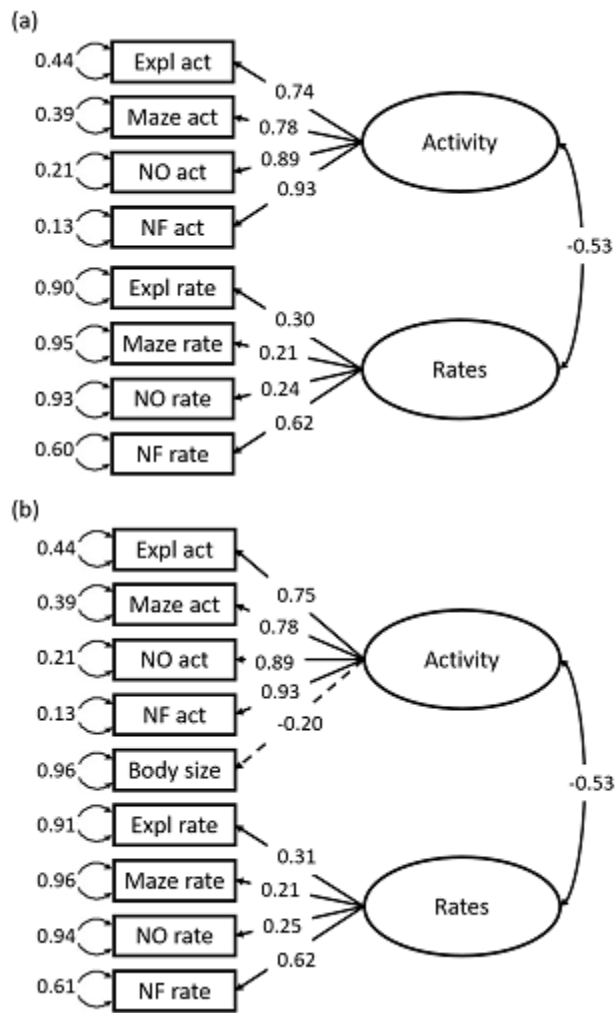 (a)
0.44 Expl act 0.74
0.39 Maze act 0.78
0.21 NO act 0.89
0.13 NF act 0.93
Activity
-0.53
0.90 Expl rate 0.30
0.95 Maze rate 0.21
0.93 NO rate 0.24
0.60 NF rate 0.62
Rates
(b)
0.44 Expl act 0.75
0.39 Maze act 0.78
0.21 NO act 0.89
0.13 NF act 0.93
0.96 Body size -0.20
Activity
-0.53
0.91 Expl rate 0.31
0.96 Maze rate 0.21
0.94 NO rate 0.25
0.61 NF rate 0.62
Rates